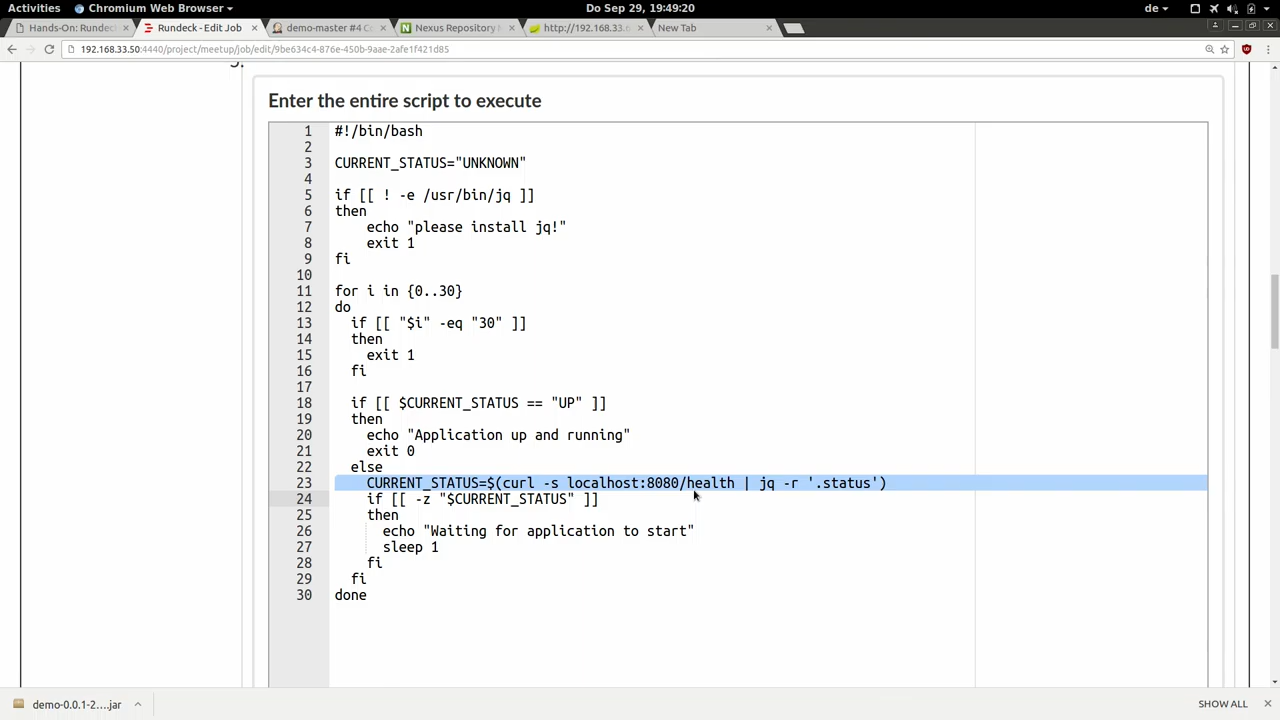 Activities
Chromium Web Browser
Do Sep 29, 19:49:20
de
Hands-On: Rundeck
Rundeck - Edit Job
demo-master #4 C
Nexus Repository
http://192.168.33.
New Tab
192.168.33.50:4440/project/meetup/job/edit/9be634c4-876e-450b-9aae-2afe1f421d85
Enter the entire script to execute
1 #!/bin/bash
2
3 CURRENT_STATUS="UNKNOWN"
4
5 if [[ ! -e /usr/bin/jq ]]
6 then
7     echo "please install jq!"
8     exit 1
9 fi
10
11 for i in {0..30}
12 do
13   if [[ "$i" -eq "30" ]]
14   then
15     exit 1
16   fi
17
18   if [[ $CURRENT_STATUS == "UP" ]]
19   then
20     echo "Application up and running"
21     exit 0
22   else
23     CURRENT_STATUS=$(curl -s localhost:8080/health | jq -r '.status')
24     if [[ -z "$CURRENT_STATUS" ]]
25     then
26       echo "Waiting for application to start"
27       sleep 1
28     fi
29   fi
30 done
demo-0.0.1-2....jar
SHOW ALL